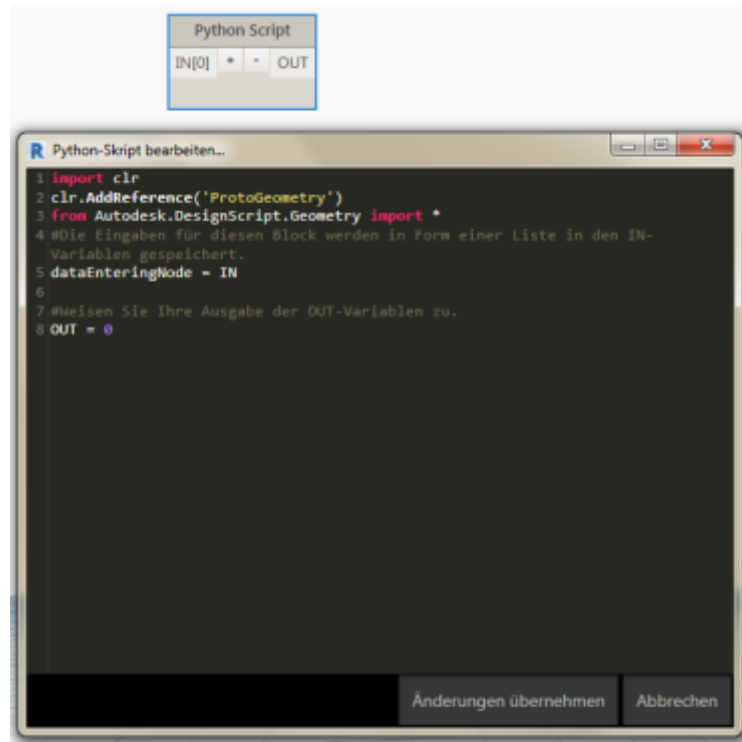 Python Script
IN[0] + - OUT
R Python-Skript bearbeiten...
1 import clr
2 clr.AddReference('ProtoGeometry')
3 from Autodesk.DesignScript.Geometry import *
4 #Die Eingaben für diesen Block werden in Form einer Liste in den IN-
Variablen gespeichert.
5 dataEnteringNode = IN
6
7 #Weisen Sie Ihre Ausgabe der OUT-Variablen zu.
8 OUT = 0
Änderungen übernehmen Abbrechen